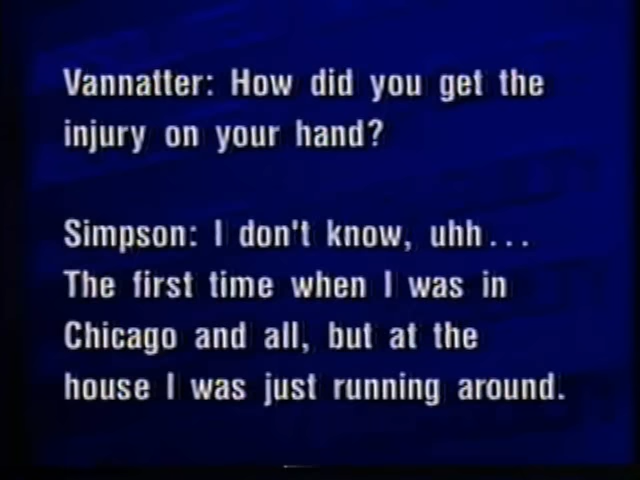 Vannatter: How did you get the
injury on your hand?
Simpson: I don't know, uhh...
The first time when I was in
Chicago and all, but at the
house I was just running around.